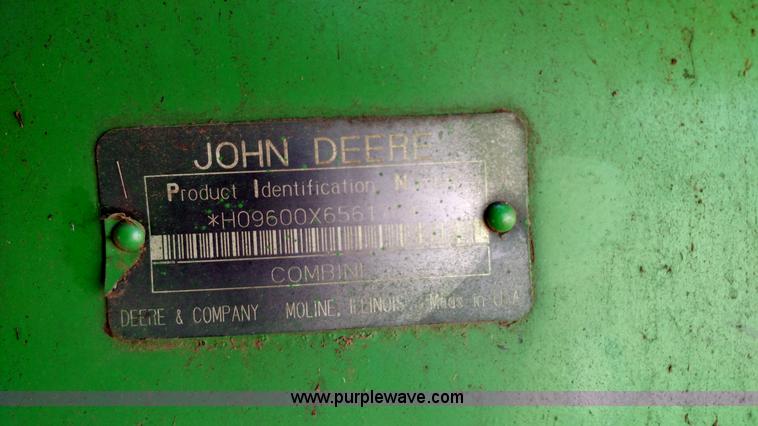 JOHN DEERE
Product Identification
*H09600X6561
COMBINE
DEERE & COMPANY MOLINE, ILLINOIS Made in U.S.A
www.purplewave.com